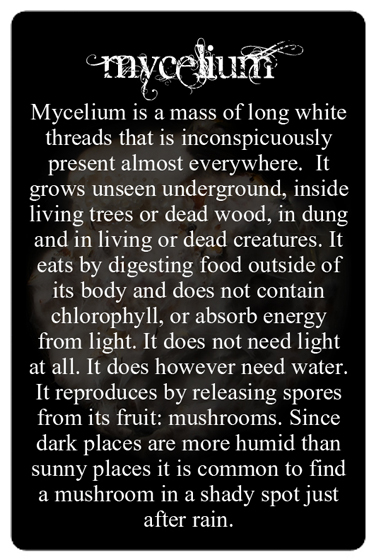 mycelium
Mycelium is a mass of long white
threads that is inconspicuously
present almost everywhere. It
grows unseen underground, inside
living trees or dead wood, in dung
and in living or dead creatures. It
eats by digesting food outside of
its body and does not contain
chlorophyll, or absorb energy
from light. It does not need light
at all. It does however need water.
It reproduces by releasing spores
from its fruit: mushrooms. Since
dark places are more humid than
sunny places it is common to find
a mushroom in a shady spot just
after rain.